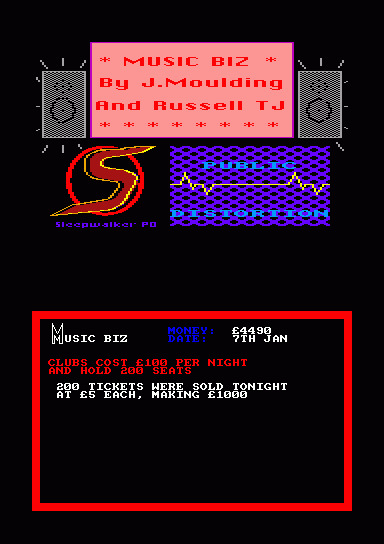 * MUSIC BIZ *
By J.Moulding
And Russell TJ
* * * * * * * *
PUBLIC
DISTORTION
Sleepwalker PD
MUSIC BIZ
MONEY: £4490
DATE: 7TH JAN
CLUBS COST £100 PER NIGHT
AND HOLD 200 SEATS
200 TICKETS WERE SOLD TONIGHT
AT £5 EACH, MAKING £1000